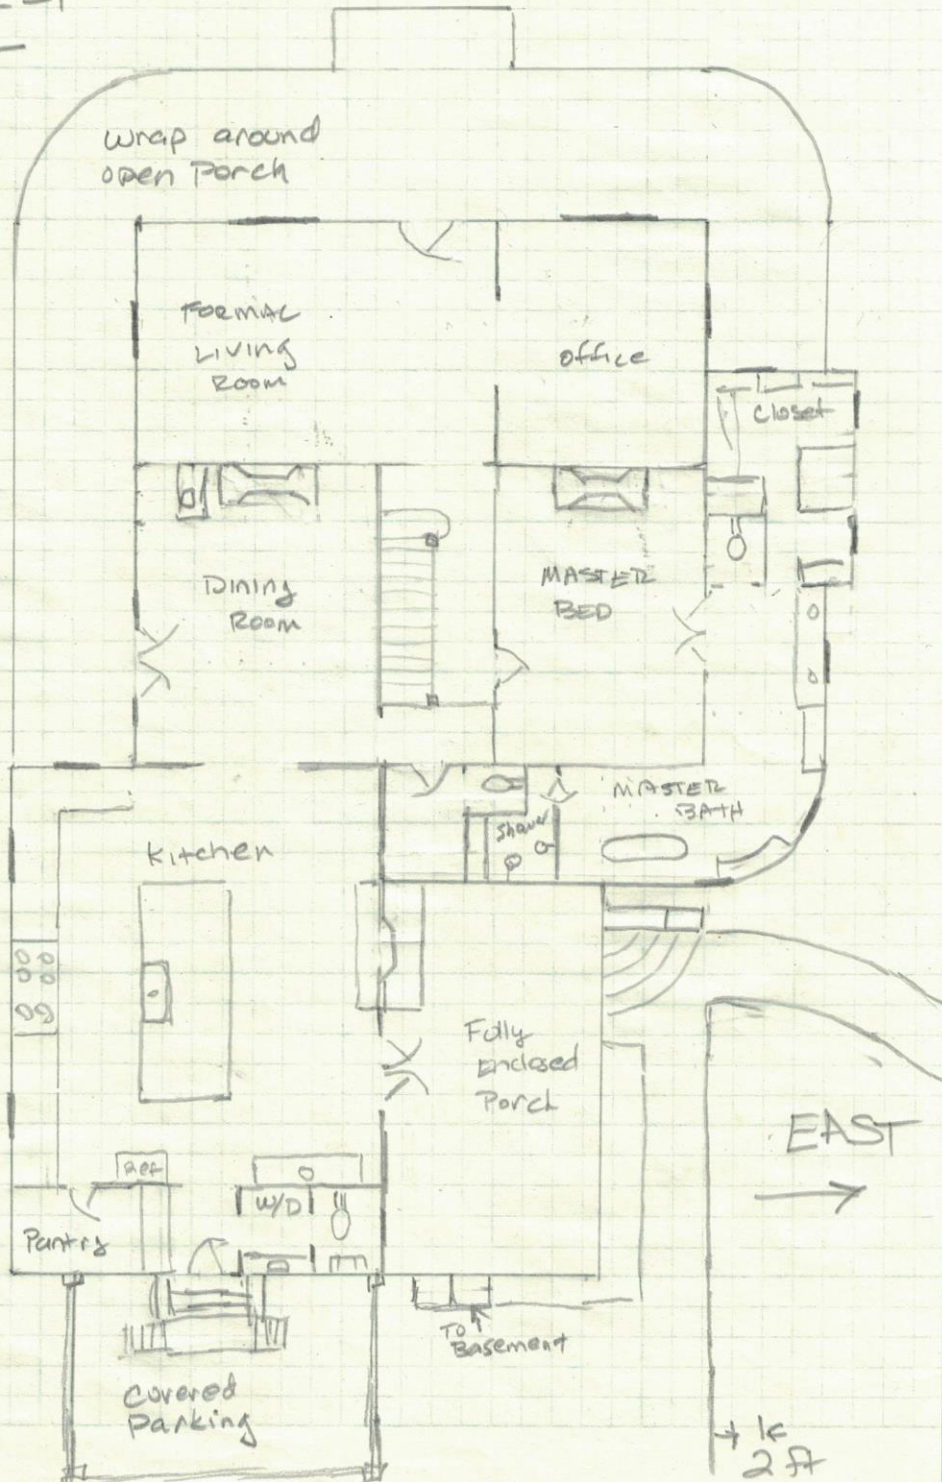 wrap around
open Porch
FORMAL
LIVING
ROOM
office
closet
Dining
ROOM
MASTER
BED
MASTER
BATH
Shower
Kitchen
Fully
Enclosed
Porch
EAST
Ref
W/D
Pantry
TO
Basement
Covered
Parking
2 ft